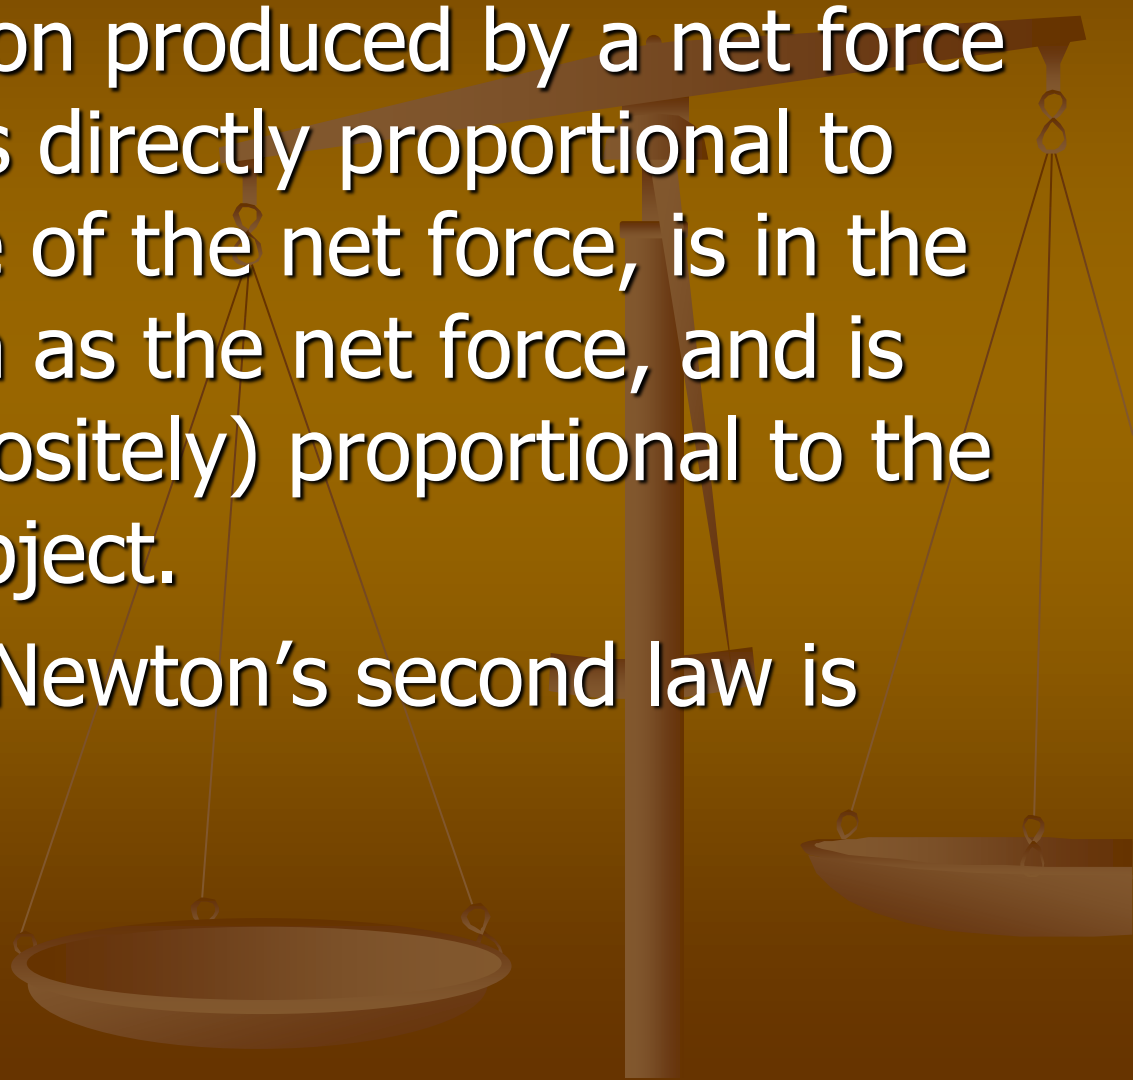 on produced by a net force
s directly proportional to
e of the net force, is in the
n as the net force, and is
ositely) proportional to the
bject.
Newton’s second law is